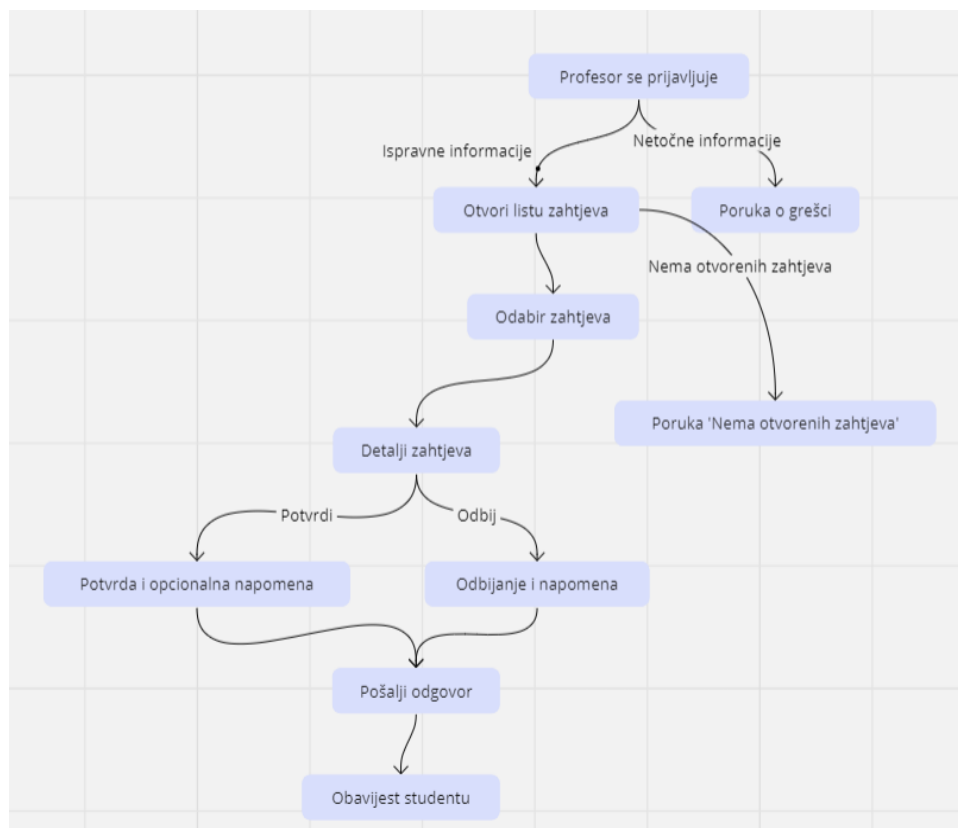 Profesor se prijavljuje
Netočne informacije
Ispravne informacije
Otvori listu zahtjeva
Poruka o grešci
Nema otvorenih zahtjeva
Odabir zahtjeva
Poruka 'Nema otvorenih zahtjeva'
Detalji zahtjeva
Potvrdi
Odbij
Potvrda i opcionalna napomena
Odbijanje i napomena
Pošalji odgovor
Obavijest studentu